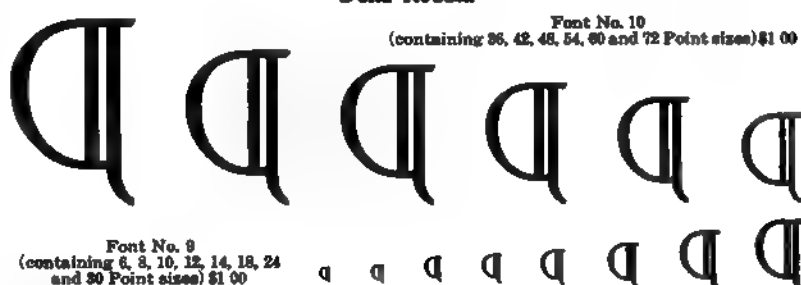 Font No. 10
(containing 36, 42, 48, 54, 60 and 72 Point sizes) $1 00
Font No. 9
(containing 6, 8, 10, 12, 14, 18, 24
and 30 Point sizes) $1 00